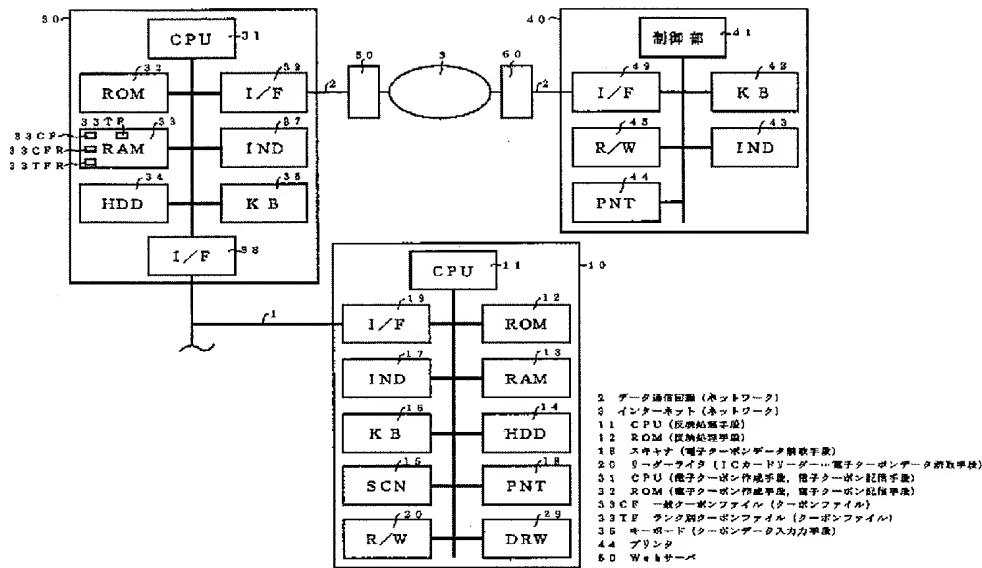 30
CPU
31
32
39
ROM
I/F
33TF
33
37
33CF
33CFR
33TFR
RAM
IND
34
35
HDD
KB
I/F
38
2
50
3
60
2
40
制御部
41
49
42
I/F
KB
45
43
R/W
IND
44
PNT
1
CPU
11
10
19
12
I/F
ROM
17
13
IND
RAM
16
14
KB
HDD
15
18
SCN
PNT
20
29
R/W
DRW
2 データ通信回線(ネットワーク)
3 インターネット(ネットワーク)
11 CPU(反映処理手段)
12 ROM(反映処理手段)
15 スキャナ(電子クーポンデータ読取手段)
20 リーダーライタ(ICカードリーダー…電子クーポンデータ読取手段)
31 CPU(電子クーポン作成手段, 電子クーポン配信手段)
32 ROM(電子クーポン作成手段, 電子クーポン配信手段)
33CF 一般クーポンファイル(クーポンファイル)
33TF ランク別クーポンファイル(クーポンファイル)
35 キーボード(クーポンデータ入力力手段)
44 プリンタ
50 Webサーバ